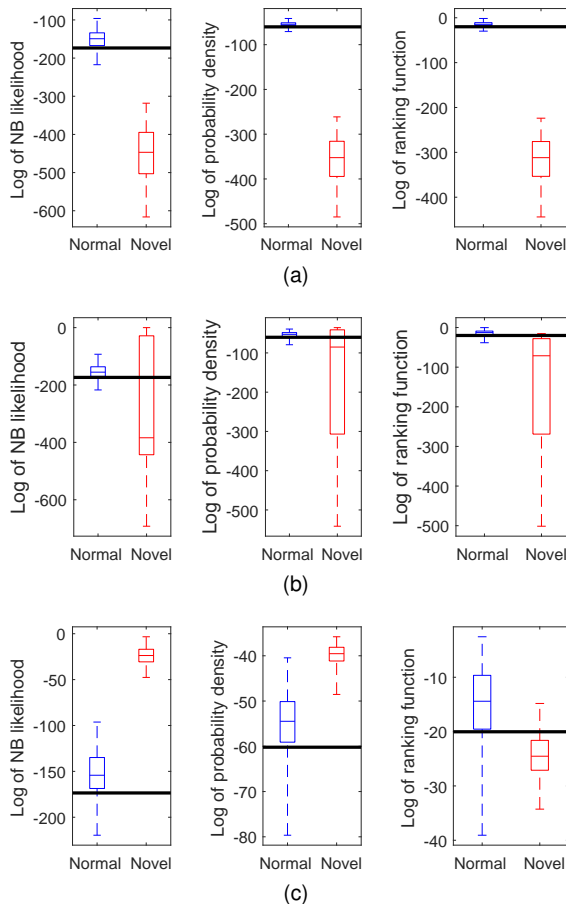 Log of NB likelihood
-100
-200
-300
-400
-500
-600
Normal Novel
Log of probability density
-100
-200
-300
-400
-500
Normal Novel
Log of ranking function
0
-100
-200
-300
-400
Normal Novel
(a)
Log of NB likelihood
0
-200
-400
-600
Normal Novel
Log of probability density
-100
-200
-300
-400
-500
Normal Novel
Log of ranking function
0
-100
-200
-300
-400
-500
Normal Novel
(b)
Log of NB likelihood
0
-50
-100
-150
-200
Normal Novel
Log of probability density
-40
-50
-60
-70
-80
Normal Novel
Log of ranking function
-10
-20
-30
-40
Normal Novel
(c)